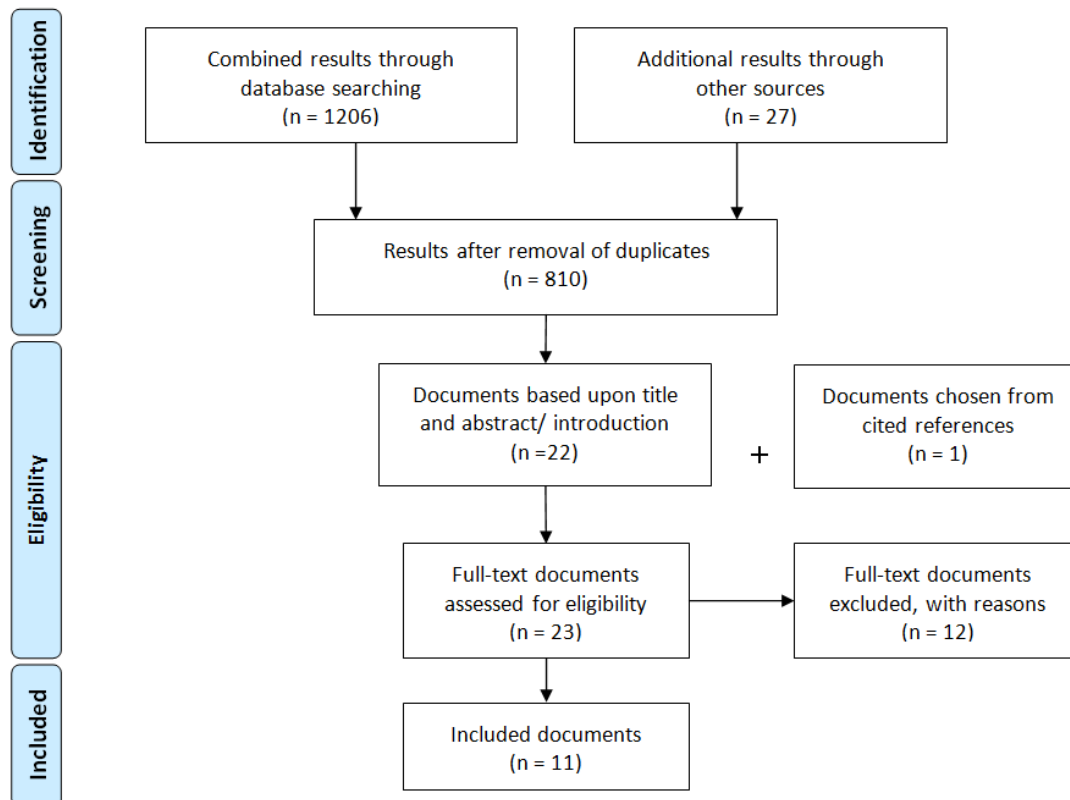 Identification
Combined results through
database searching
(n = 1206)
Additional results through
other sources
(n = 27)
Screening
Results after removal of duplicates
(n = 810)
Eligibility
Documents based upon title
and abstract/ introduction
(n =22)
+
Documents chosen from
cited references
(n = 1)
Full-text documents
assessed for eligibility
(n = 23)
Full-text documents
excluded, with reasons
(n = 12)
Included
Included documents
(n = 11)